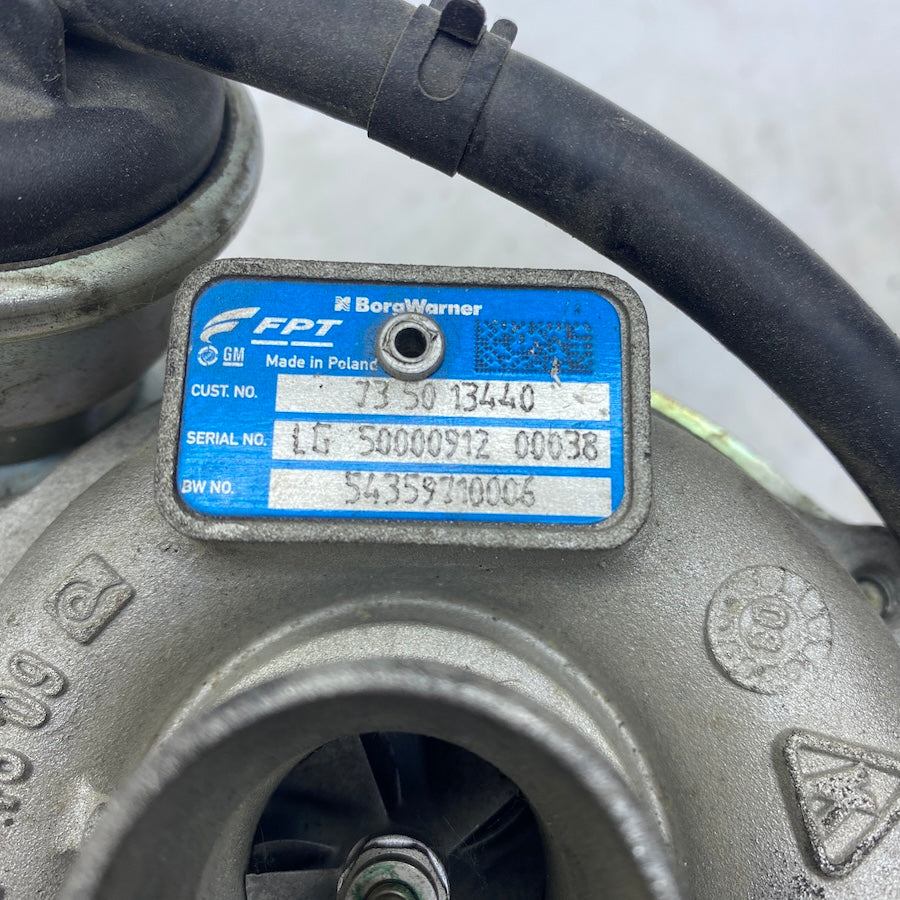 BorgWarner
FPT
GM
Made in Poland
CUST. NO. 73 50 13440
SERIAL NO. LG 50000912 00038
BW NO. 54359710006
03